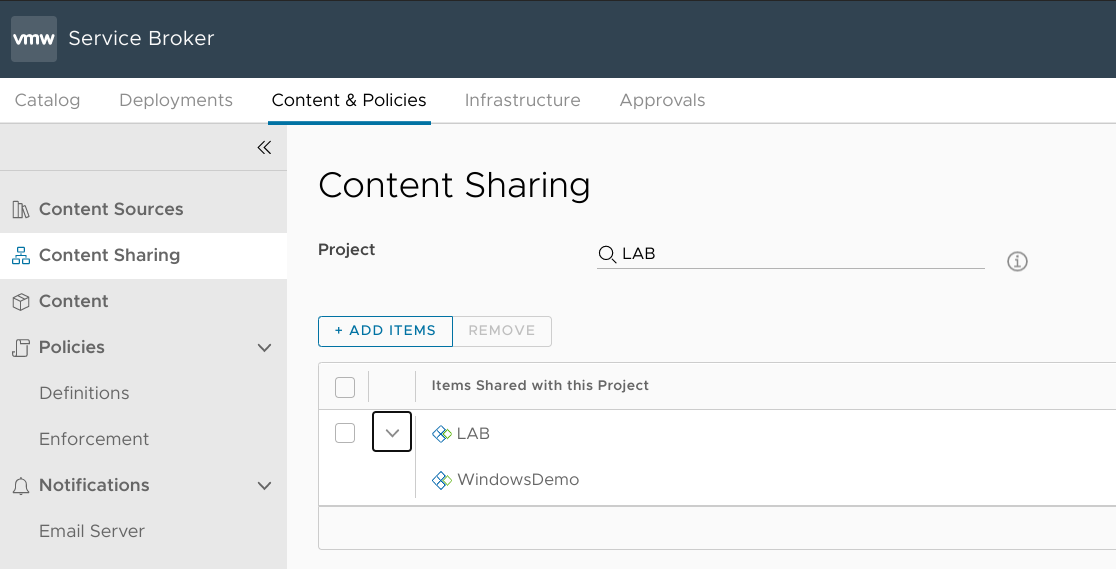 vmw Service Broker
Catalog Deployments Content & Policies Infrastructure Approvals
Content Sources
Content Sharing
Content
Policies
Definitions
Enforcement
Notifications
Email Server
Content Sharing
Project LAB
+ ADD ITEMS REMOVE
Items Shared with this Project
LAB
WindowsDemo